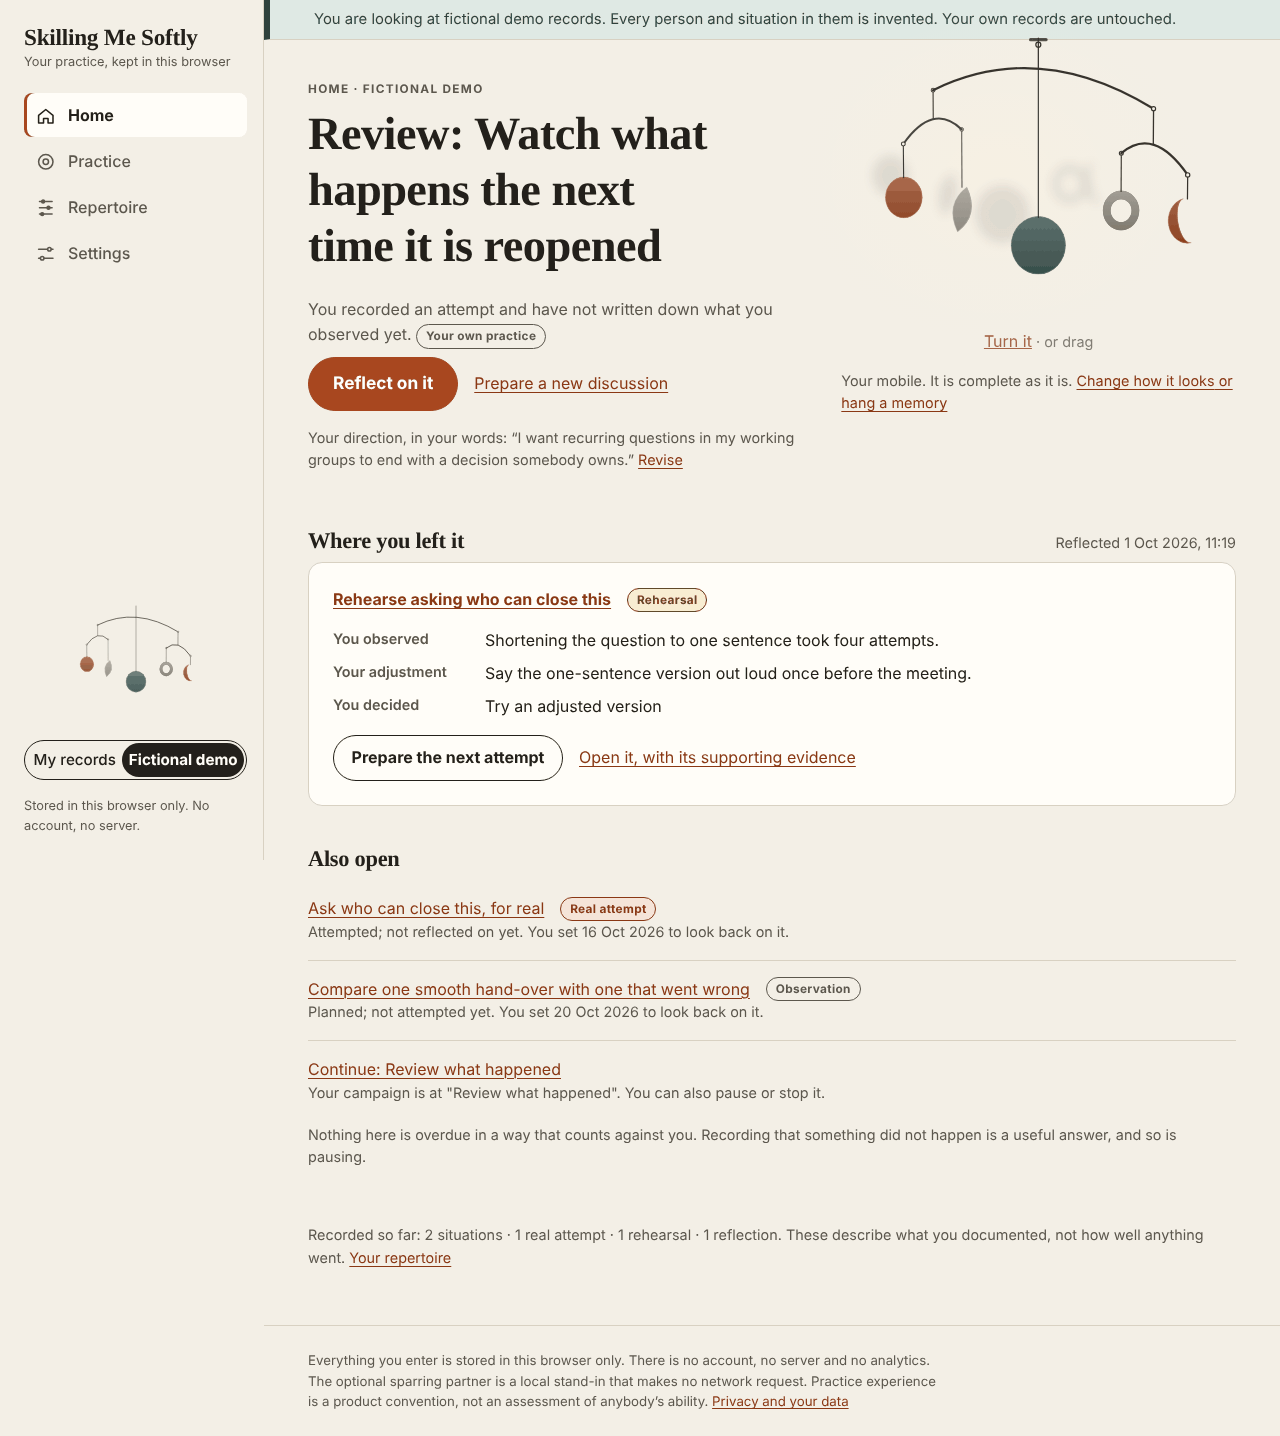 Skilling Me Softly
Your practice, kept in this browser
Home
Practice
Repertoire
Settings
My records
Fictional demo
Stored in this browser only. No
account, no server.
You are looking at fictional demo records. Every person and situation in them is invented. Your own records are untouched.
HOME · FICTIONAL DEMO
Review: Watch what
happens the next
time it is reopened
You recorded an attempt and have not written down what you
observed yet. Your own practice
Reflect on it
Prepare a new discussion
Your direction, in your words: “I want recurring questions in my working
groups to end with a decision somebody owns.” Revise
Turn it · or drag
Your mobile. It is complete as it is. Change how it looks or
hang a memory
Where you left it
Reflected 1 Oct 2026, 11:19
Rehearse asking who can close this
Rehearsal
You observed
Shortening the question to one sentence took four attempts.
Your adjustment
Say the one-sentence version out loud once before the meeting.
You decided
Try an adjusted version
Prepare the next attempt
Open it, with its supporting evidence
Also open
Ask who can close this, for real
Real attempt
Attempted; not reflected on yet. You set 16 Oct 2026 to look back on it.
Compare one smooth hand-over with one that went wrong
Observation
Planned; not attempted yet. You set 20 Oct 2026 to look back on it.
Continue: Review what happened
Your campaign is at "Review what happened". You can also pause or stop it.
Nothing here is overdue in a way that counts against you. Recording that something did not happen is a useful answer, and so is
pausing.
Recorded so far: 2 situations · 1 real attempt · 1 rehearsal · 1 reflection. These describe what you documented, not how well anything
went. Your repertoire
Everything you enter is stored in this browser only. There is no account, no server and no analytics.
The optional sparring partner is a local stand-in that makes no network request. Practice experience
is a product convention, not an assessment of anybody’s ability. Privacy and your data